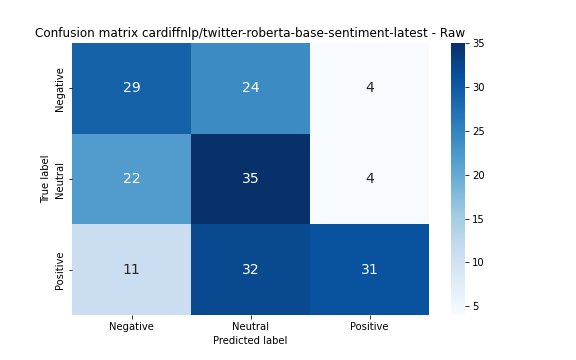 Confusion matrix cardiffnlp/twitter-roberta-base-sentiment-latest - Raw
True label
Negative
Neutral
Positive
29 24 4
22 35 4
11 32 31
Negative Neutral Positive
Predicted label
35
30
25
20
15
10
5